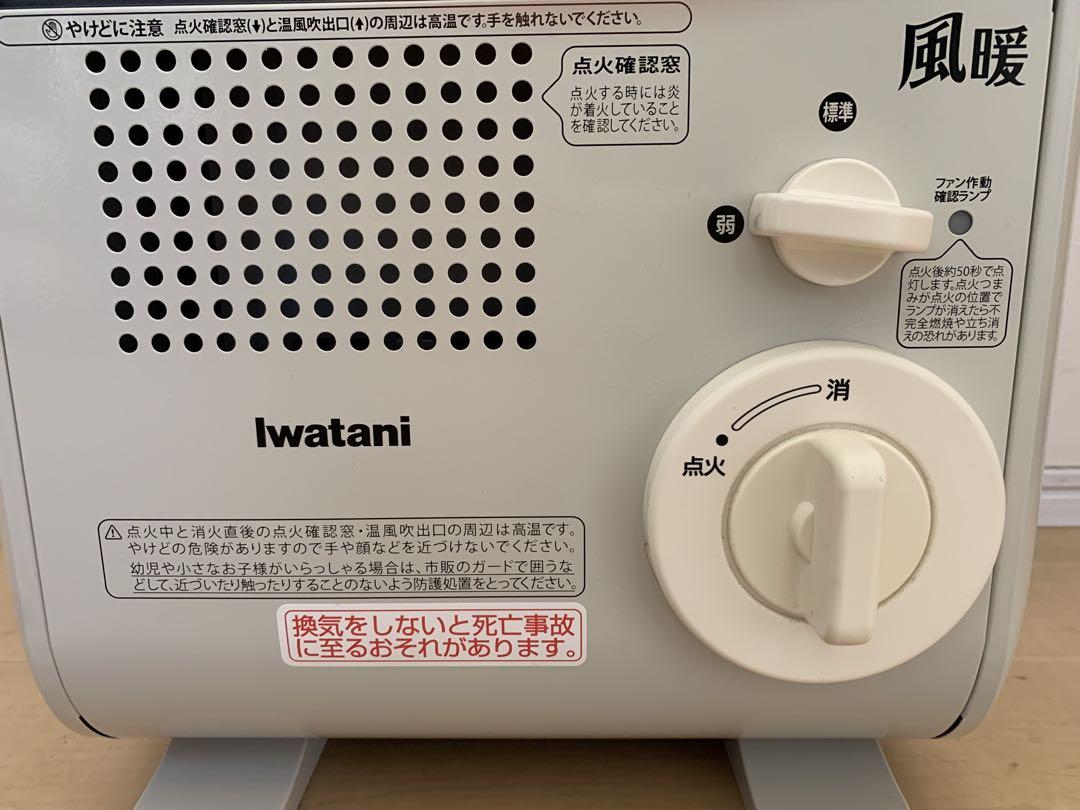 やけどに注意 点火確認窓(⬇)と温風吹出口(⬆)の周辺は高温です。手を触れないでください。
点火確認窓
点火する時には炎
が着火していること
を確認してください。
風暖
標準
弱
ファン作動
確認ランプ
点火後約50秒で点
灯します。点火つま
みが点火の位置で
ランプが消えたら不
完全燃焼や立ち消
えの恐れがあります。
消
点火
Iwatani
点火中と消火直後の点火確認窓・温風吹出口の周辺は高温です。
やけどの危険がありますので手や顔などを近づけないでください。
幼児や小さなお子様がいらっしゃる場合は、市販のガードで囲うな
どして、近づいたり触ったりすることのないよう防護処置をとってください。
換気をしないと死亡事故
に至るおそれがあります。